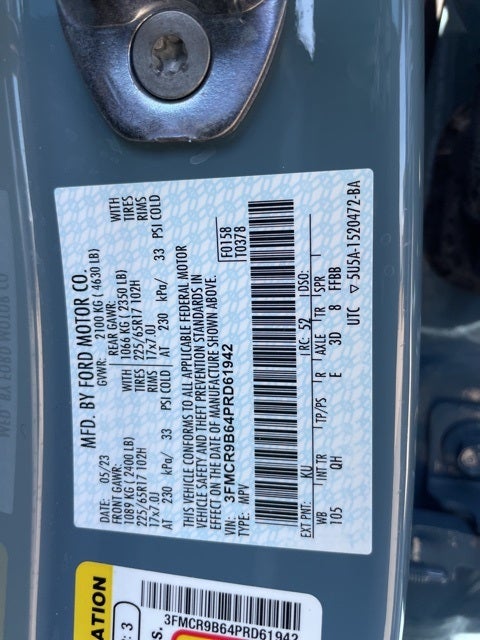 MFD. BY FORD MOTOR CO.
DATE: 05/23 GVWR: 2100 KG ( 4630 LB)
FRONT GAWR: REAR GAWR: WITH
1089 KG ( 2400 LB) 1066 KG ( 2350 LB) TIRES
225/65R17 102H TIRES 225/65R17 102H RIMS
17x7.0J RIMS 17x7.0J
AT 230 kPa/ 33 PSI COLD AT 230 kPa/ 33 PSI COLD
THIS VEHICLE CONFORMS TO ALL APPLICABLE FEDERAL MOTOR
VEHICLE SAFETY AND THEFT PREVENTION STANDARDS IN
EFFECT ON THE DATE OF MANUFACTURE SHOWN ABOVE.
VIN: 3FMCR9B64PRD61942
TYPE: MPV
F0158
T0378
EXT PNT: KU RC: 52 DSO:
WB INT TR TP/PS R AXLE TR SPR
105 QH E 3D 8 FFBB
UTC ▽ 5U5A-1520472-BA
3FMCR9B64PRD61942